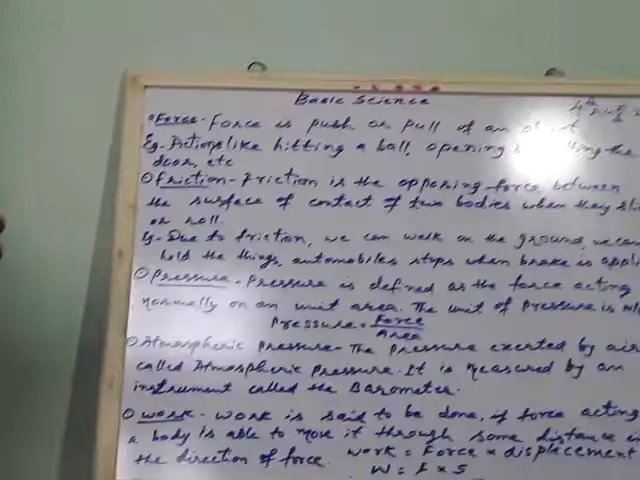 Basic Science
Force - Force is push or pull of an object
Eg - Actions like hitting a ball, opening the
door, etc
Friction - Friction is the opposing force between
the surface of contact of two bodies when they
or roll.
Eg - Due to friction, we can walk on the ground, we can
hold the things, automobiles stops when brake is
Pressure - Pressure is defined as the force acting
normally on an unit area. The unit of pressure is
Pressure = Force
Area
Atmospheric pressure - The pressure exerted by air
called Atmospheric pressure. It is measured by an
instrument called the Barometer.
Work - Work is said to be done, if force acting
a body is able to move it through some distance in
the direction of force. Work = Force × displacement
W = F × S